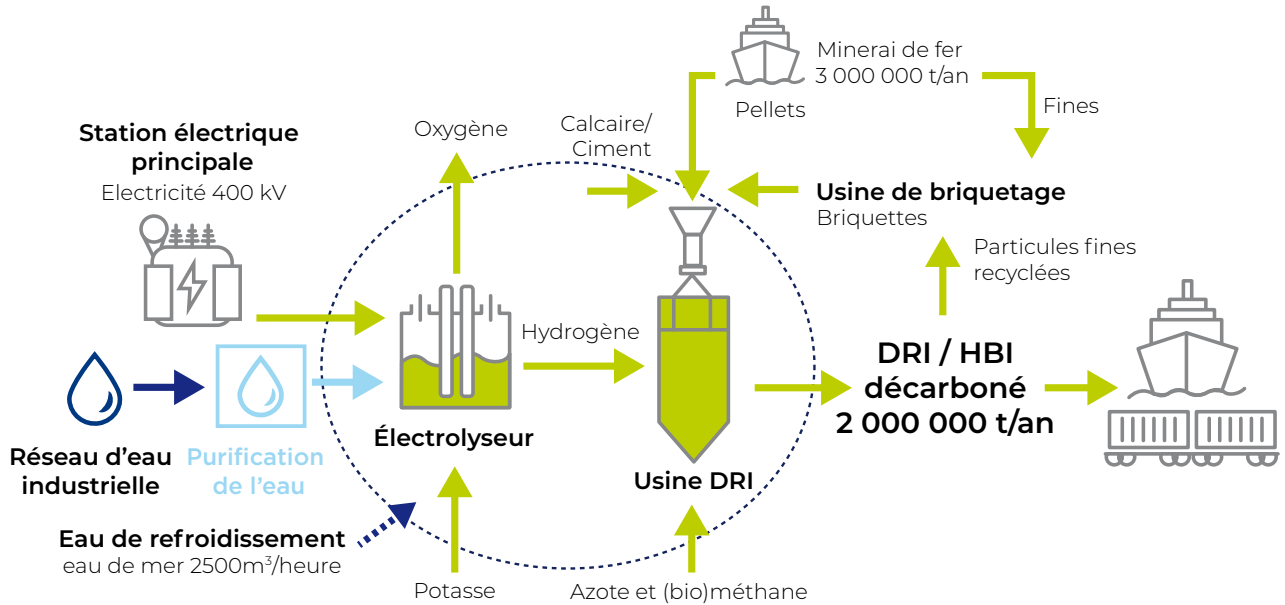 Minerai de fer
3 000 000 t/an
Pellets
Fines
Station électrique
principale
Electricité 400 kV
Oxygène
Calcaire/
Ciment
Usine de briquetage
Briquettes
Particules fines
recyclées
Hydrogène
DRI / HBI
décarboné
2 000 000 t/an
Électrolyseur
Réseau d'eau
industrielle
Purification
de l'eau
Usine DRI
Eau de refroidissement
eau de mer 2500m³/heure
Potasse
Azote et (bio)méthane